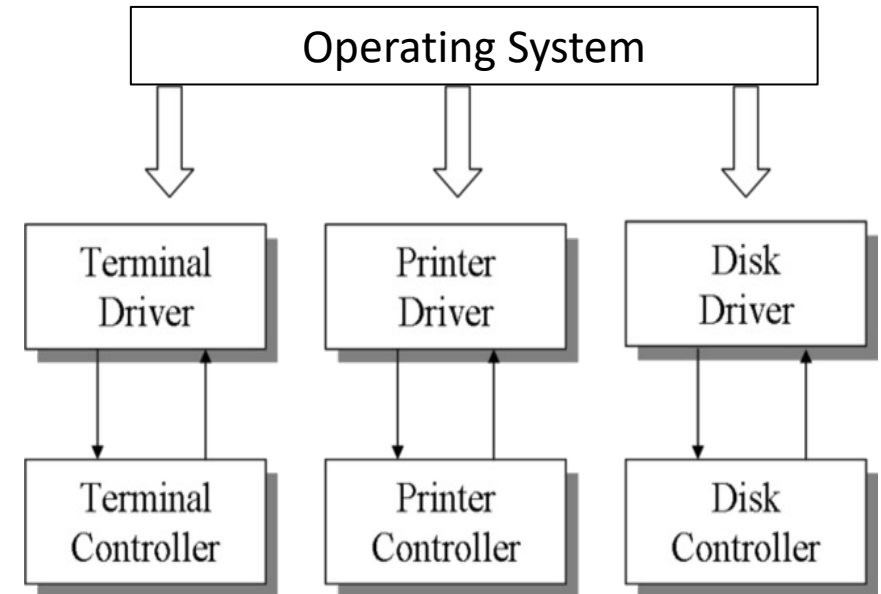 Operating System
Terminal
Driver
Printer
Driver
Disk
Driver
Terminal
Controller
Printer
Controller
Disk
Controller